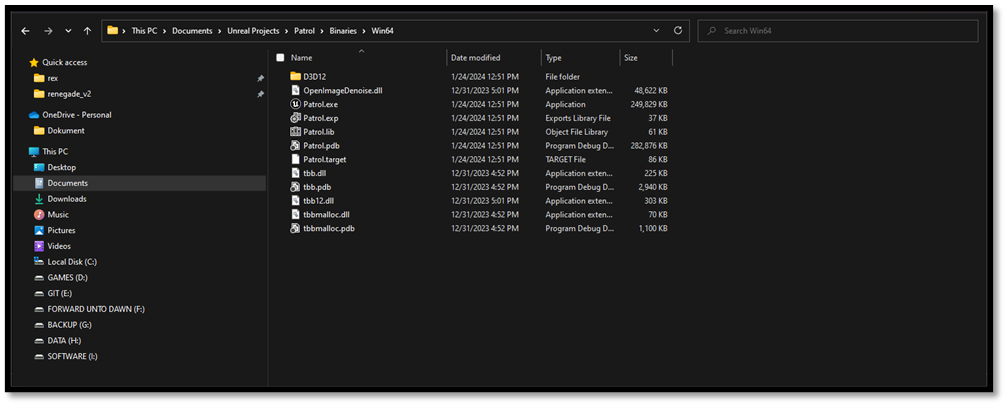 This PC > Documents > Unreal Projects > Patrol > Binaries > Win64
Search Win64
Quick access
rex
renegade_v2
OneDrive - Personal
Dokument
This PC
Desktop
Documents
Downloads
Music
Pictures
Videos
Local Disk (C:)
GAMES (D:)
GIT (E:)
FORWARD UNTO DAWN (F:)
BACKUP (G:)
DATA (H:)
SOFTWARE (I:)
Name Date modified Type Size
D3D12 1/24/2024 12:51 PM File folder
OpenImageDenoise.dll 12/31/2023 5:01 PM Application exten... 48,622 KB
Patrol.exe 1/24/2024 12:51 PM Application 249,829 KB
Patrol.exp 1/24/2024 12:51 PM Exports Library File 37 KB
Patrol.lib 1/24/2024 12:51 PM Object File Library 61 KB
Patrol.pdb 1/24/2024 12:51 PM Program Debug D... 282,876 KB
Patrol.target 1/24/2024 12:51 PM TARGET File 86 KB
tbb.dll 12/31/2023 4:52 PM Application exten... 225 KB
tbb.pdb 12/31/2023 4:52 PM Program Debug D... 2,940 KB
tbb12.dll 12/31/2023 5:01 PM Application exten... 303 KB
tbbmalloc.dll 12/31/2023 4:52 PM Application exten... 70 KB
tbbmalloc.pdb 12/31/2023 4:52 PM Program Debug D... 1,100 KB